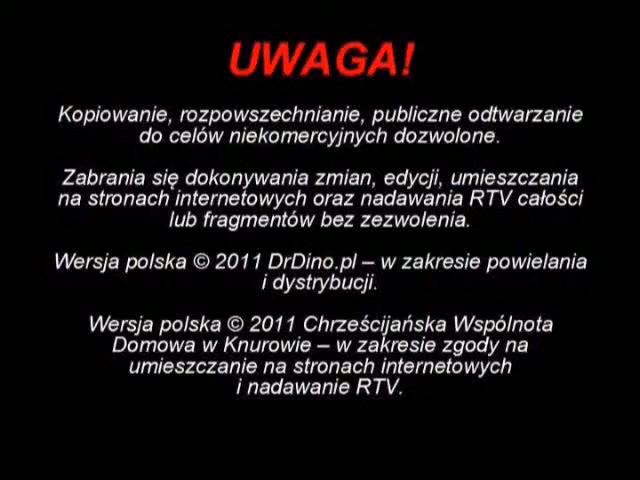 UWAGA!
Kopiowanie, rozpowszechnianie, publiczne odtwarzanie
do celów niekomercyjnych dozwolone.
Zabrania się dokonywania zmian, edycji, umieszczania
na stronach internetowych oraz nadawania RTV całości
lub fragmentów bez zezwolenia.
Wersja polska © 2011 DrDino.pl – w zakresie powielania
i dystrybucji.
Wersja polska © 2011 Chrześcijańska Wspólnota
Domowa w Knurowie – w zakresie zgody na
umieszczanie na stronach internetowych
i nadawanie RTV.